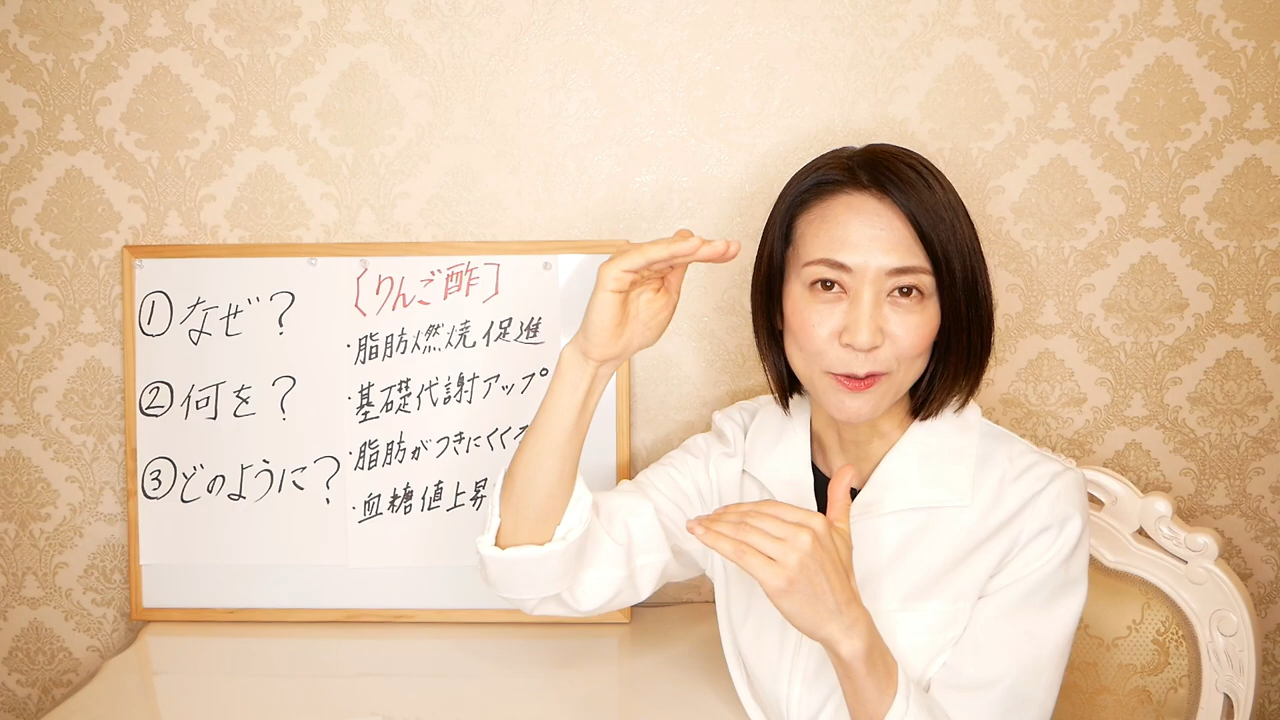 ①なぜ?
②何を?
③どのように?
[りんご酢]
・脂肪燃焼促進
・基礎代謝アップ
・脂肪がつきにくくる
・血糖値上昇